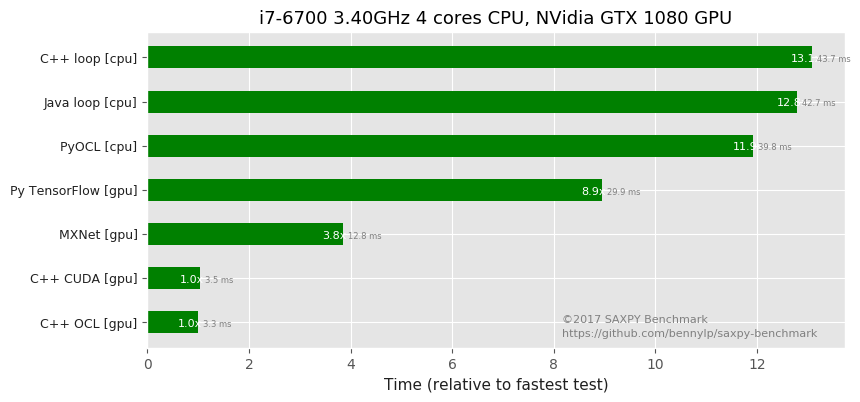 i7-6700 3.40GHz 4 cores CPU, NVidia GTX 1080 GPU
C++ loop [cpu] 13.1 43.7 ms
Java loop [cpu] 12.8 42.7 ms
PyOCL [cpu] 11.9 39.8 ms
Py TensorFlow [gpu] 8.9x 29.9 ms
MXNet [gpu] 3.8x 12.8 ms
C++ CUDA [gpu] 1.0x 3.5 ms
C++ OCL [gpu] 1.0x 3.3 ms
©2017 SAXPY Benchmark
https://github.com/bennylp/saxpy-benchmark
0 2 4 6 8 10 12
Time (relative to fastest test)